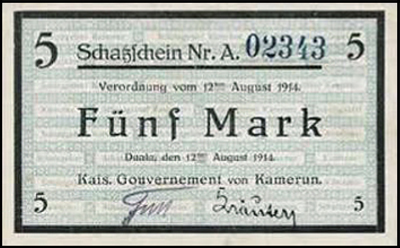 5 Schatzschein Nr. A. 02343 5
Verordnung vom 12ten August 1914.
Fünf Mark
Duala, den 12ten August 1914.
Kais. Gouvernement von Kamerun.
5 5